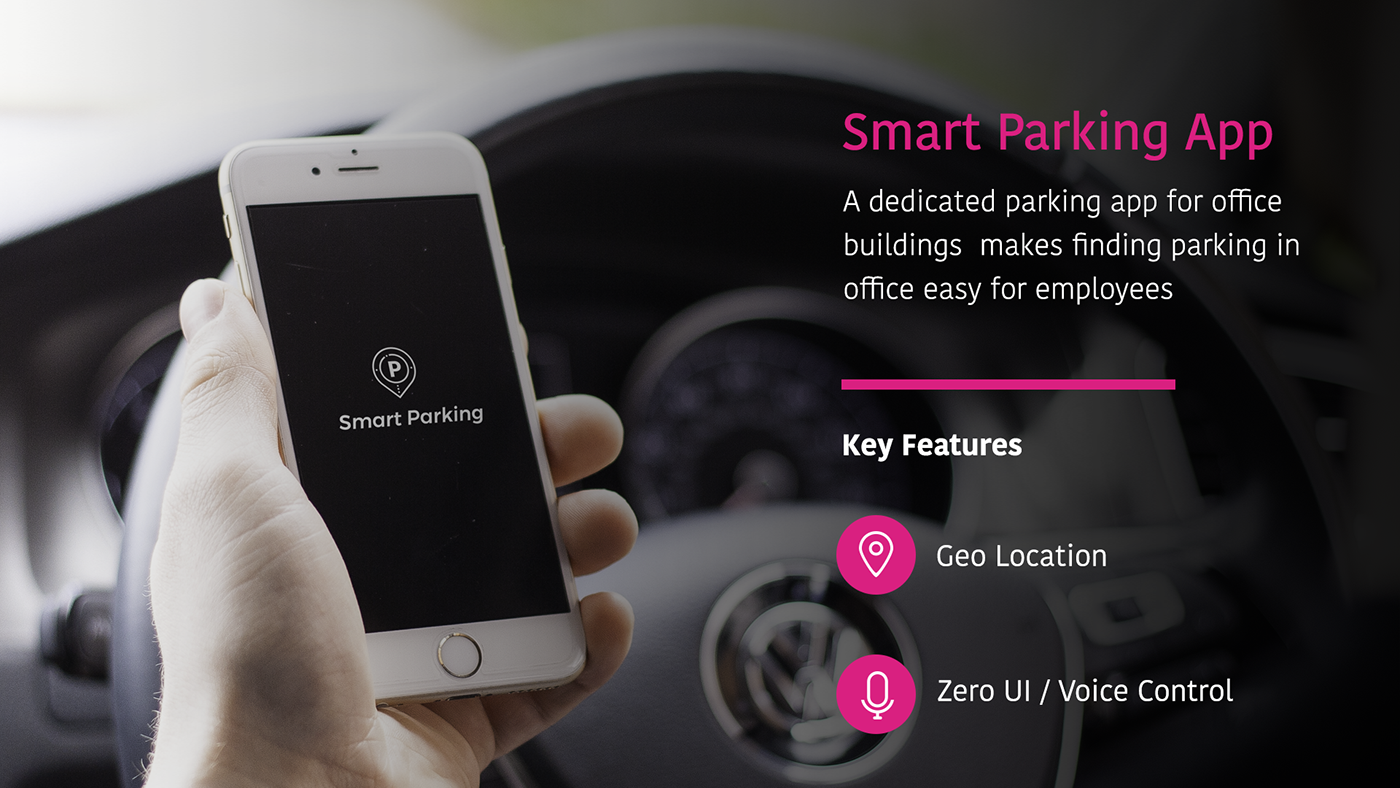 Smart Parking App
A dedicated parking app for office
buildings  makes finding parking in
office easy for employees
Key Features
Geo Location
Zero UI / Voice Control
P
Smart Parking